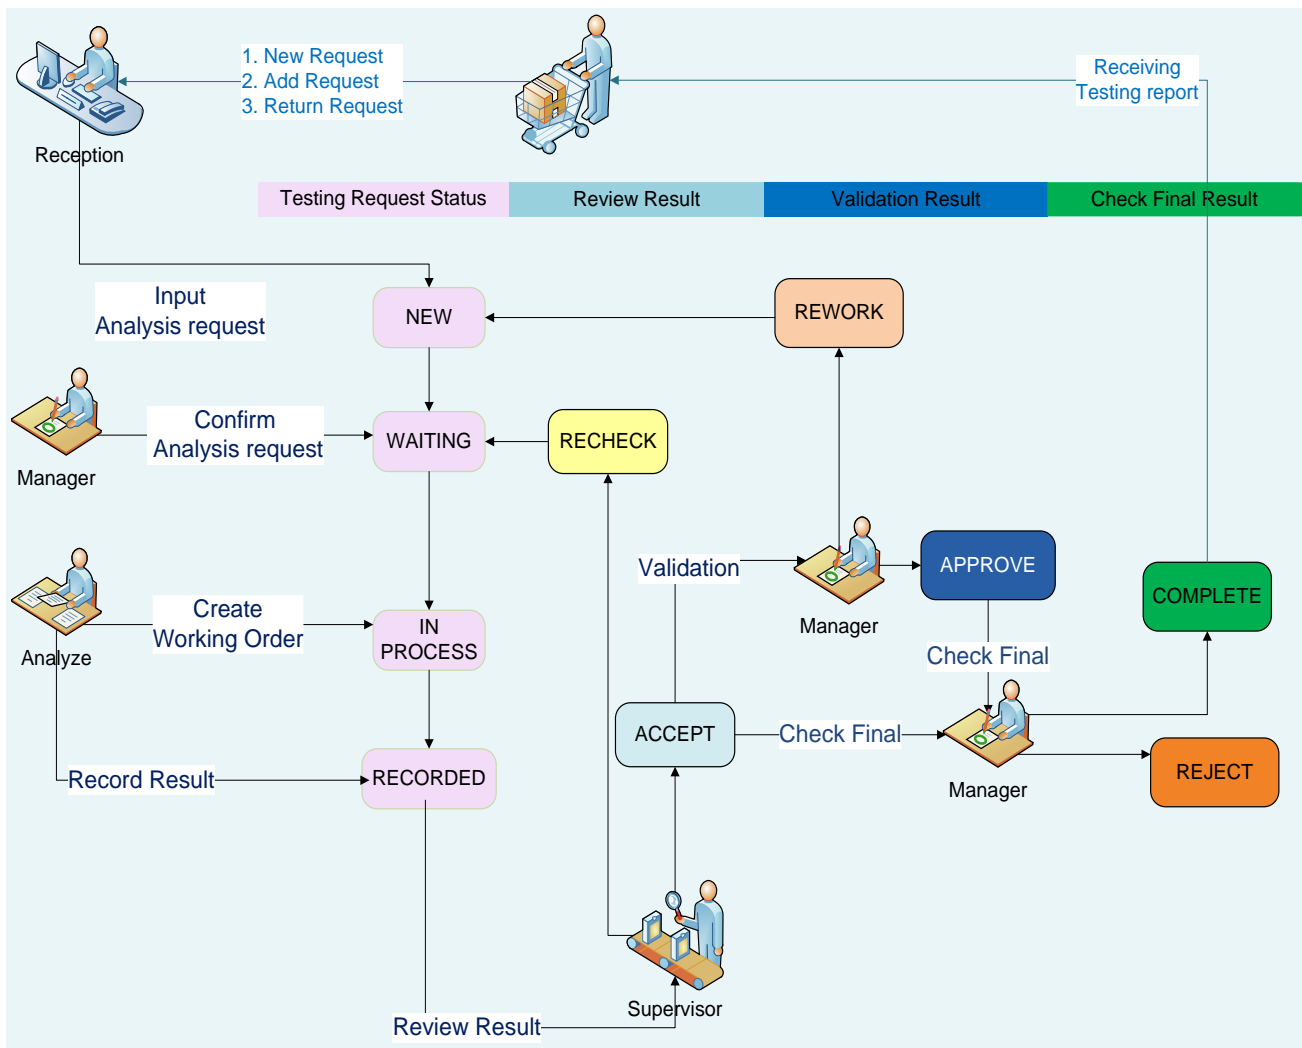 1. New Request
2. Add Request
3. Return Request
Receiving
Testing report
Reception
Testing Request Status
Review Result
Validation Result
Check Final Result
Input
Analysis request
NEW
REWORK
Confirm
Analysis request
WAITING
RECHECK
Manager
Validation
APPROVE
COMPLETE
Create
Working Order
IN
PROCESS
Manager
Analyze
Check Final
ACCEPT
Check Final
Record Result
RECORDED
Manager
REJECT
Supervisor
Review Result